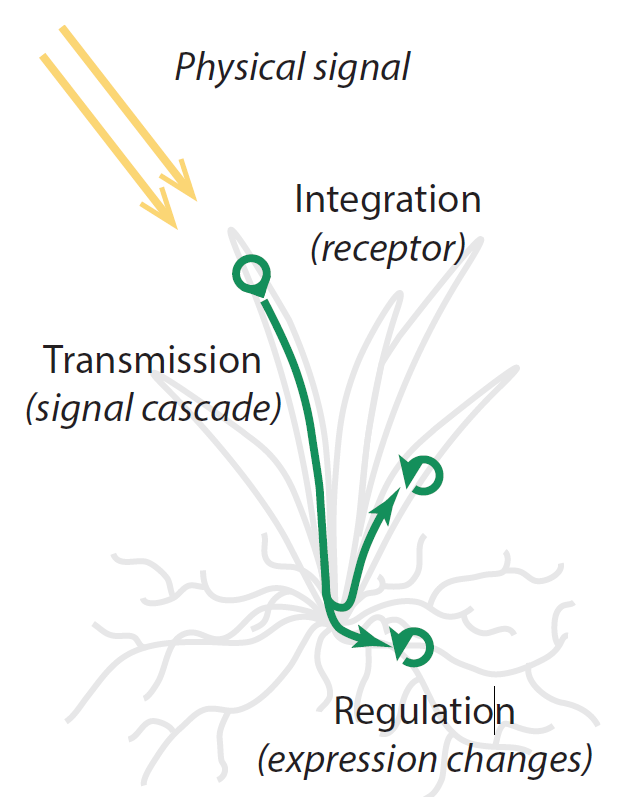 Physical signal
Integration
(receptor)
Transmission
(signal cascade)
Regulation
(expression changes)